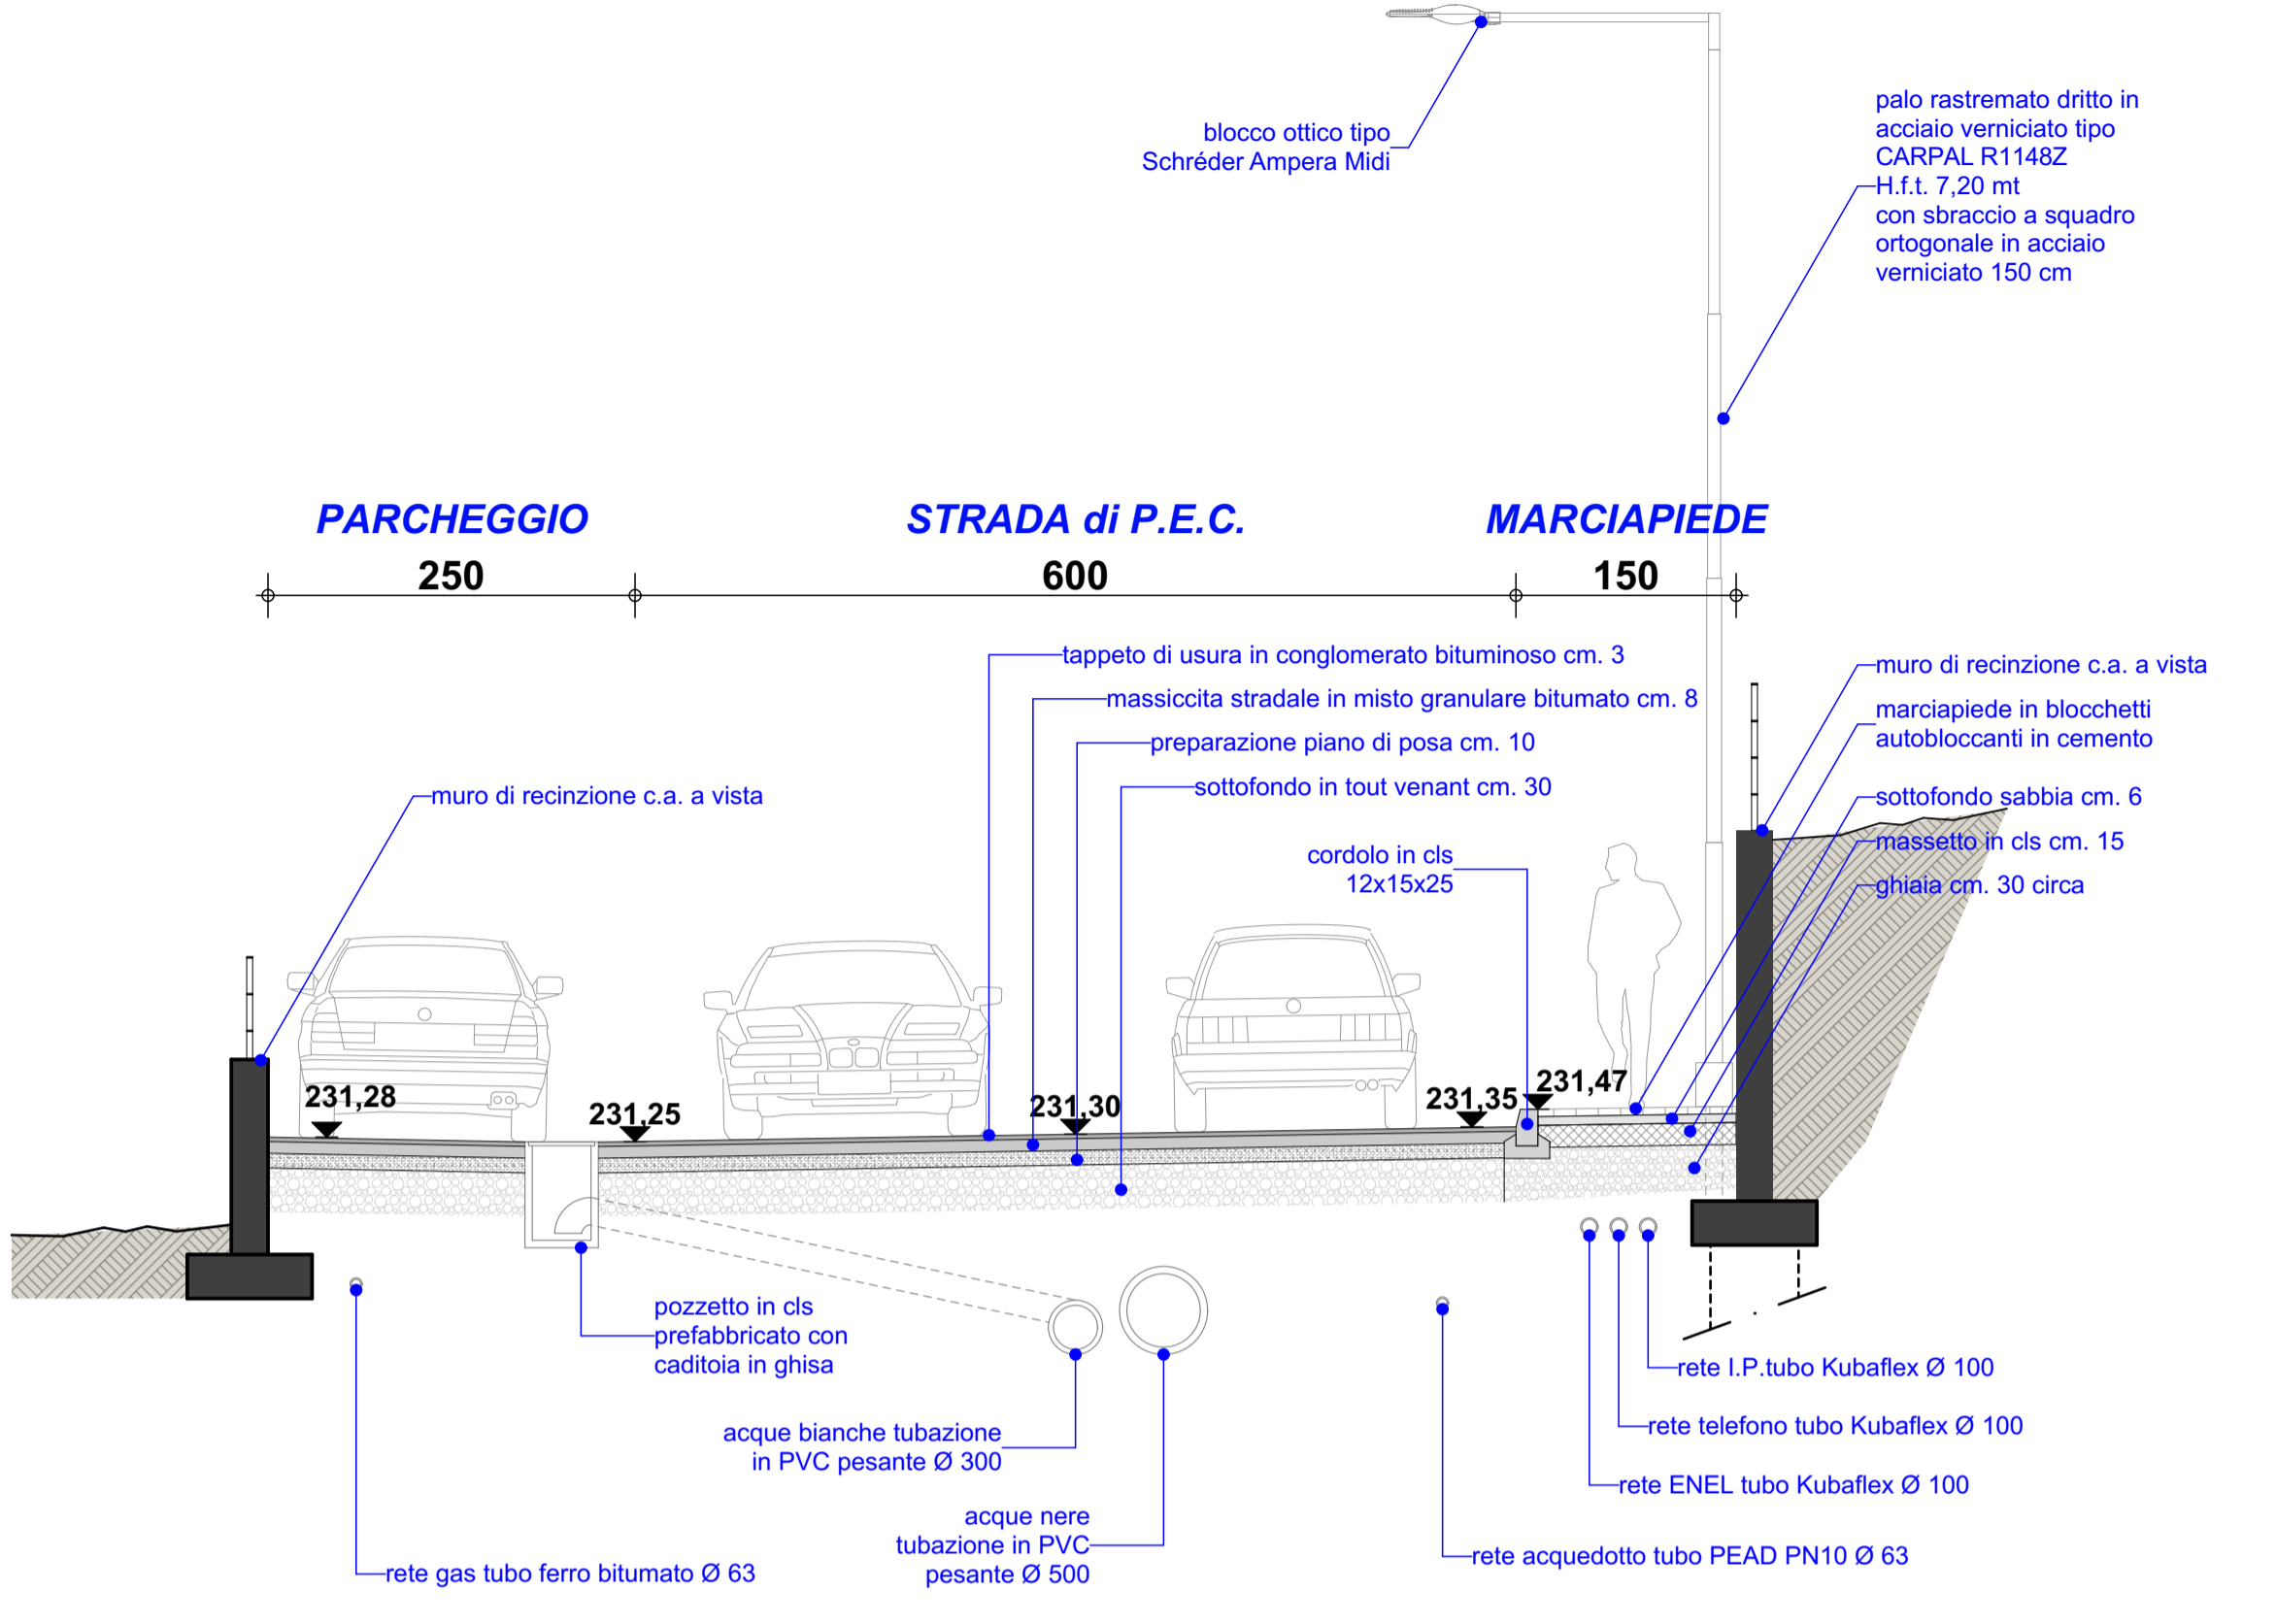 blocco ottico tipo
Schréder Ampera Midi
palo rastremato dritto in
acciaio verniciato tipo
CARPAL R1148Z
H.f.t. 7,20 mt
con sbraccio a squadro
ortogonale in acciaio
verniciato 150 cm
PARCHEGGIO
STRADA di P.E.C.
MARCIAPIEDE
250
600
150
tappeto di usura in conglomerato bituminoso cm. 3
massiccita stradale in misto granulare bitumato cm. 8
preparazione piano di posa cm. 10
sottofondo in tout venant cm. 30
muro di recinzione c.a. a vista
marciapiede in blocchetti
autobloccanti in cemento
sottofondo sabbia cm. 6
massetto in cls cm. 15
ghiaia cm. 30 circa
muro di recinzione c.a. a vista
cordolo in cls
12x15x25
231,28
231,25
231,30
231,35
231,47
pozzetto in cls
prefabbricato con
caditoia in ghisa
acque bianche tubazione
in PVC pesante Ø 300
acque nere
tubazione in PVC
pesante Ø 500
rete gas tubo ferro bitumato Ø 63
rete I.P.tubo Kubaflex Ø 100
rete telefono tubo Kubaflex Ø 100
rete ENEL tubo Kubaflex Ø 100
rete acquedotto tubo PEAD PN10 Ø 63